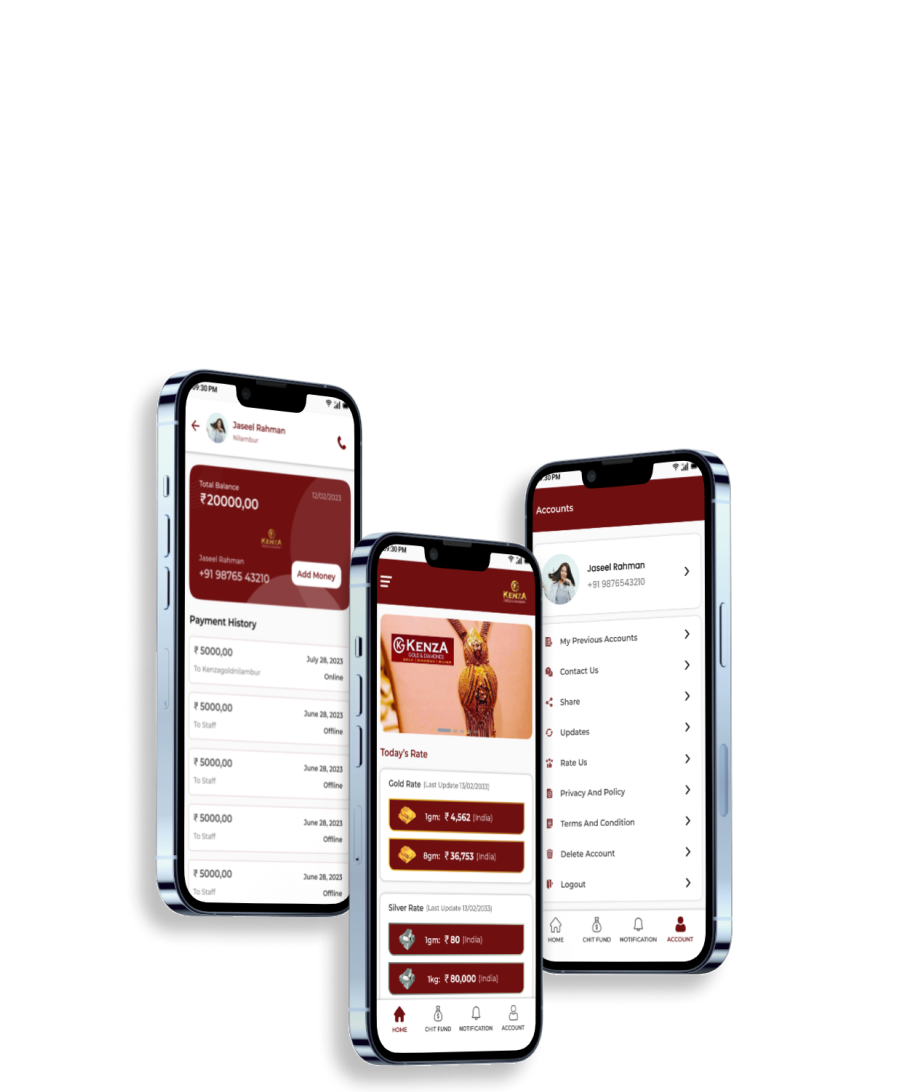 09:30 PM
Jaseel Rahman
Nilambur
Total Balance
₹20000,00
12/02/2023
KENZA
Jaseel Rahman
+91 98765 43210
Add Money
Payment History
₹ 5000,00
July 28, 2023
To Kenzagoldnilambur
Online
₹ 5000,00
June 28, 2023
To Staff
Offline
₹ 5000,00
June 28, 2023
To Staff
Offline
₹ 5000,00
June 28, 2023
To Staff
Offline
₹ 5000,00
June 28, 2023
To Staff
Offline
09:30 PM
KENZA
KENZA
GOLD & DIAMONDS
Today's Rate
Gold Rate (Last Update 13/02/2033)
1gm: ₹ 4,562 (India)
8gm: ₹ 36,753 (India)
Silver Rate (Last Update 13/02/2033)
1gm: ₹ 80 (India)
1kg: ₹ 80,000 (India)
HOME
CHIT FUND
NOTIFICATION
ACCOUNT
:30 PM
Accounts
Jaseel Rahman
+91 9876543210
My Previous Accounts
Contact Us
Share
Updates
Rate Us
Privacy And Policy
Terms And Condition
Delete Account
Logout
HOME
CHIT FUND
NOTIFICATION
ACCOUNT